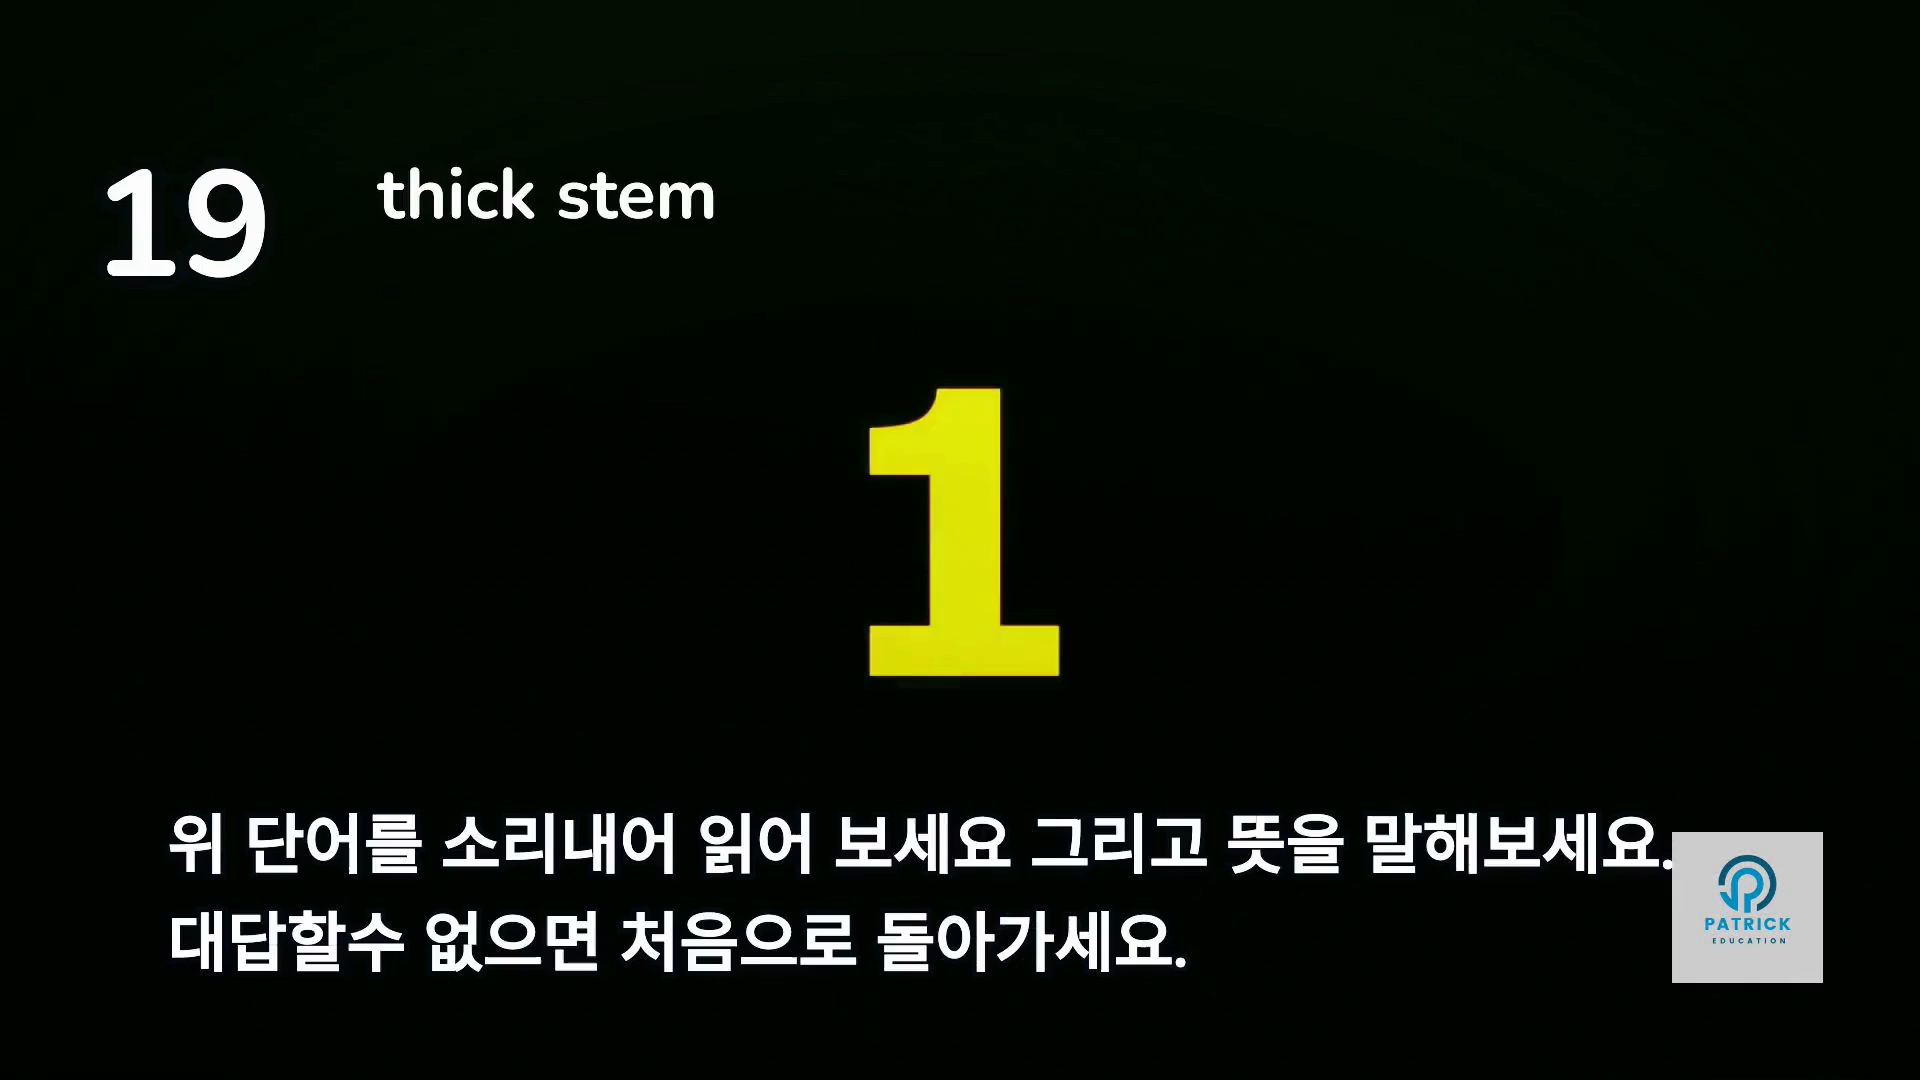 19
thick stem
1
위 단어를 소리내어 읽어 보세요 그리고 뜻을 말해보세요.
대답할수 없으면 처음으로 돌아가세요.
PATRICK
EDUCATION